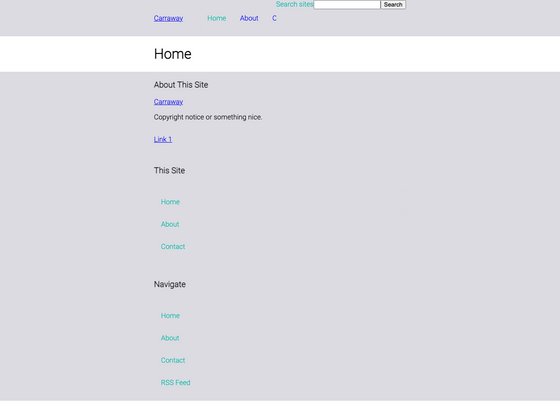 Search sites Search
Carraway Home About C
Home
About This Site
Carraway
Copyright notice or something nice.
Link 1
This Site
Home
About
Contact
Navigate
Home
About
Contact
RSS Feed